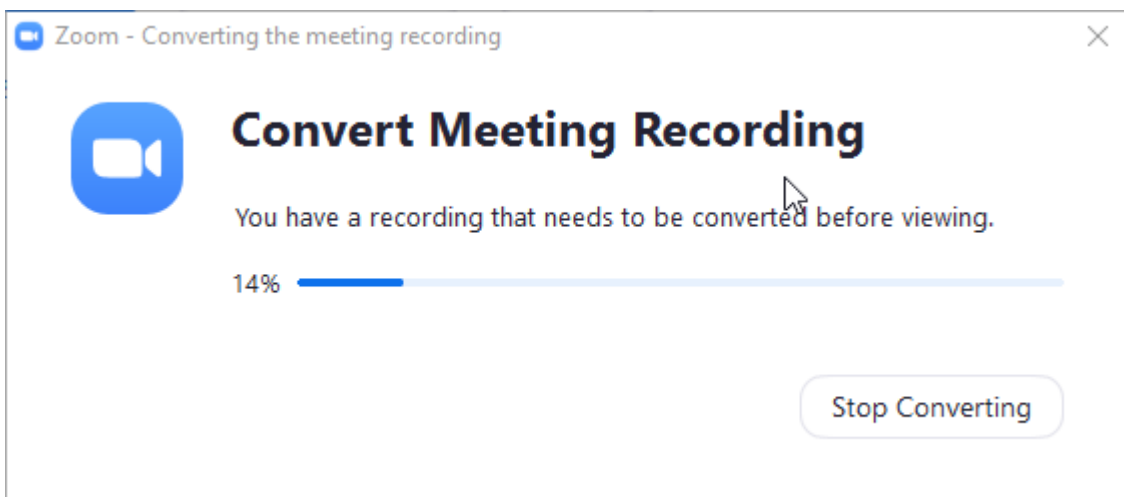 Zoom - Converting the meeting recording
Convert Meeting Recording
You have a recording that needs to be converted before viewing.
14%
Stop Converting